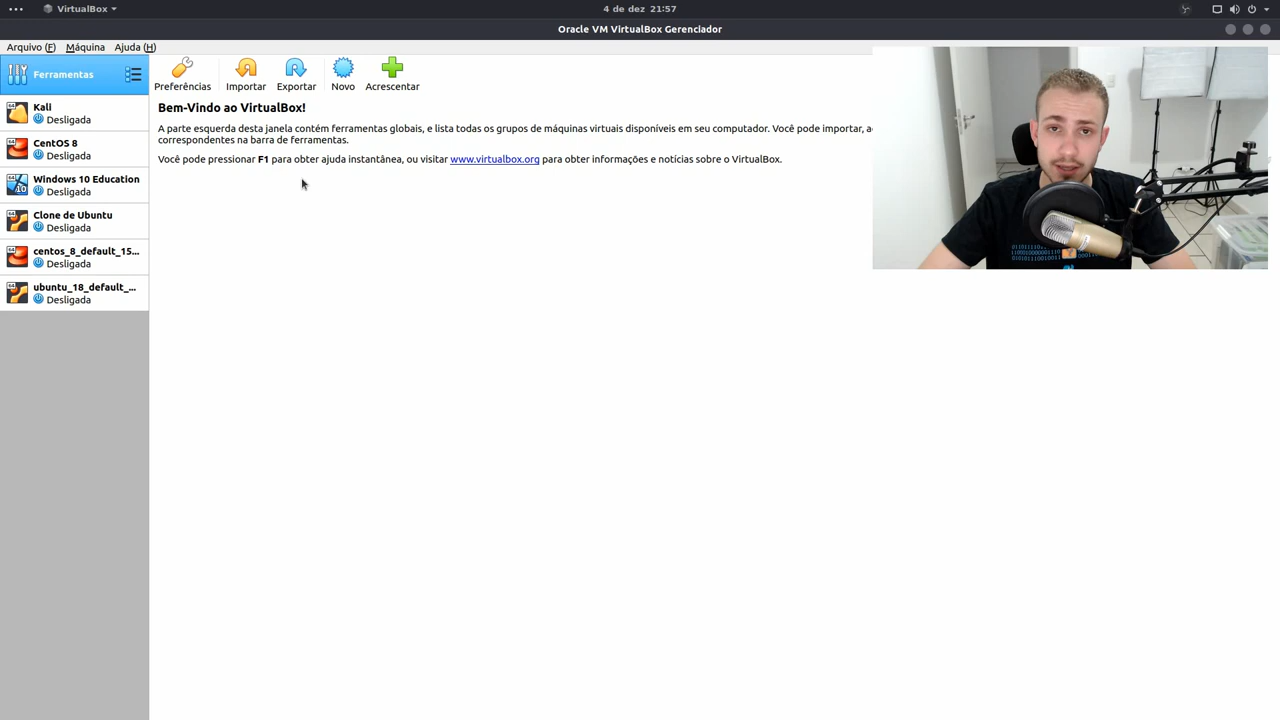 VirtualBox
4 de dez 21:57
Oracle VM VirtualBox Gerenciador
Arquivo (F) Máquina Ajuda (H)
Ferramentas
Preferências Importar Exportar Novo Acrescentar
Kali
Desligada
CentOS 8
Desligada
Windows 10 Education
Desligada
Clone de Ubuntu
Desligada
centos_8_default_15...
Desligada
ubuntu_18_default_...
Desligada
Bem-Vindo ao VirtualBox!
A parte esquerda desta janela contém ferramentas globais, e lista todas os grupos de máquinas virtuais disponíveis em seu computador. Você pode importar,
correspondentes na barra de ferramentas.
Você pode pressionar F1 para obter ajuda instantânea, ou visitar www.virtualbox.org para obter informações e notícias sobre o VirtualBox.